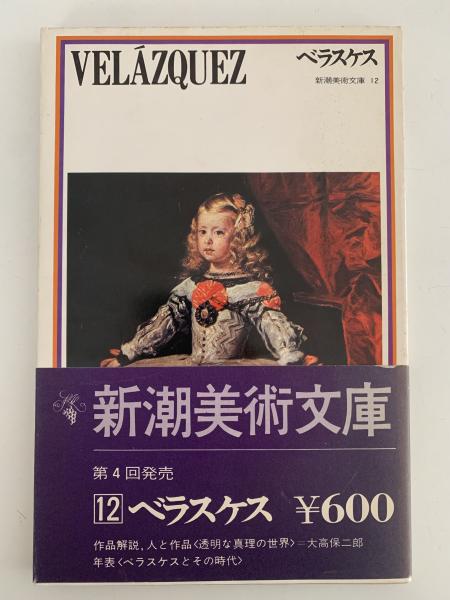 VELÁZQUEZ ベラスケス
新潮美術文庫 12
新潮美術文庫
第4回発売
12 ベラスケス ¥600
作品解説，人と作品〈透明な真理の世界〉=大高保二郎
年表〈ベラスケスとその時代〉